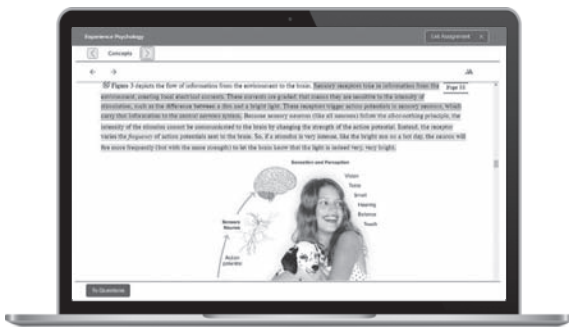 Experience Psychology
List Assignment X
Concepts
Figure 3 depicts the flow of information from the environment to the brain. Sensory receptors take in information from the
Page 55
environment, creating local electrical currents. These currents are graded; that means they are sensitive to the intensity of
stimulation, such as the difference between a dim and a bright light. These receptors trigger action potentials in sensory neurons, which
carry that information to the central nervous system. Because sensory neurons (like all neurons) follow the all-or-nothing principle, the
intensity of the stimulus cannot be communicated to the brain by changing the strength of the action potential. Instead, the receptor
varies the frequency of action potentials sent to the brain. So, if a stimulus is very intense, like the bright sun on a hot day, the neuron will
fire more frequently (but with the same strength) to let the brain know that the light is indeed very, very bright.
Sensation and Perception
Vision
Taste
Smell
Hearing
Balance
Touch
Sensory
Neurons
Action
potential
To Questions